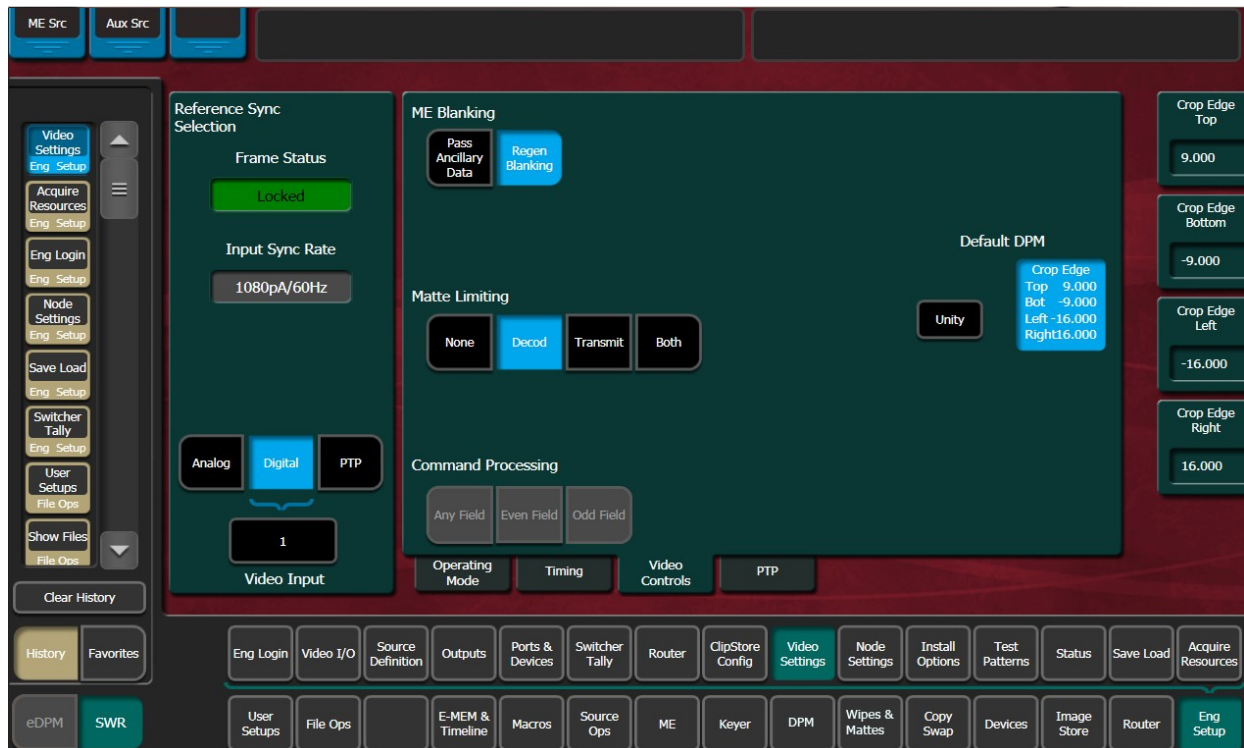 ME Src
Aux Src
Video
Settings
Eng Setup
Acquire
Resources
Eng Setup
Eng Login
Eng Setup
Node
Settings
Eng Setup
Save Load
Eng Setup
Switcher
Tally
Eng Setup
User
Setups
File Ops
Show Files
File Ops
Clear History
History
Favorites
eDPM
SWR
Reference Sync
Selection
Frame Status
Locked
Input Sync Rate
1080pA/60Hz
Analog
Digital
PTP
1
Video Input
ME Blanking
Pass
Ancillary
Data
Regen
Blanking
Matte Limiting
None
Decod
Transmit
Both
Default DPM
Unity
Crop Edge
Top 9.000
Bot -9.000
Left -16.000
Right16.000
Command Processing
Any Field
Even Field
Odd Field
Operating
Mode
Timing
Video
Controls
PTP
Crop Edge
Top
9.000
Crop Edge
Bottom
-9.000
Crop Edge
Left
-16.000
Crop Edge
Right
16.000
Eng Login
Video I/O
Source
Definition
Outputs
Ports &
Devices
Switcher
Tally
Router
ClipStore
Config
Video
Settings
Node
Settings
Install
Options
Test
Patterns
Status
Save Load
Acquire
Resources
User
Setups
File Ops
E-MEM &
Timeline
Macros
Source
Ops
ME
Keyer
DPM
Wipes &
Mattes
Copy
Swap
Devices
Image
Store
Router
Eng
Setup